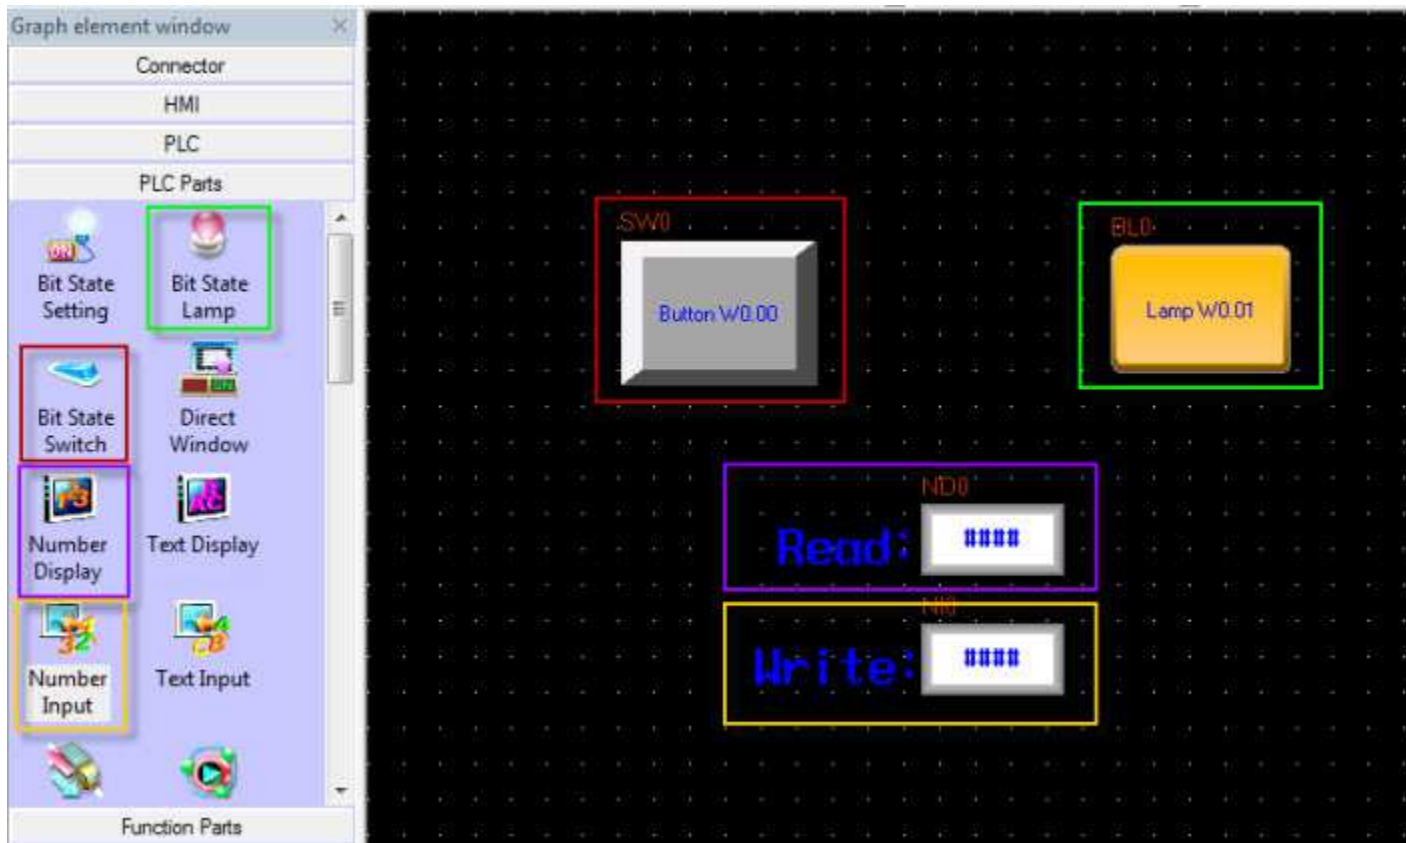 Graph element window
Connector
HMI
PLC
PLC Parts
ON
Bit State
Setting
Bit State
Lamp
Bit State
Switch
Direct
Window
Number
Display
Text Display
Number
Input
Text Input
Function Parts
SW0
Button W0.00
BL0
Lamp W0.01
ND0
Read:
####
NI0
Write:
####